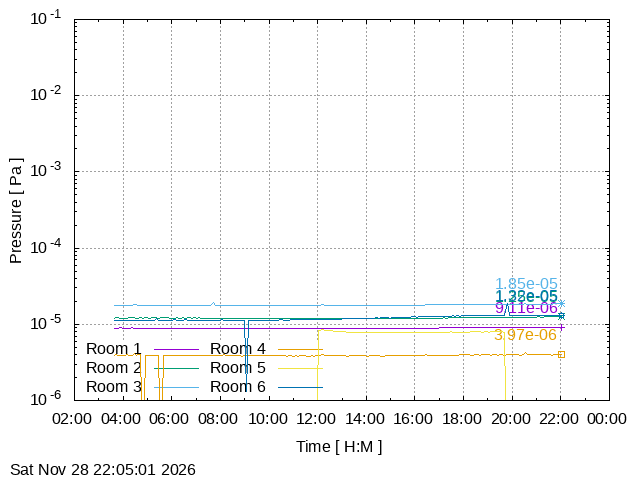 10^-1
10^-2
10^-3
10^-4
10^-5
10^-6
Pressure [ Pa ]
1.85e-05
9.11e-06
3.97e-06
Room 1 Room 4
Room 2 Room 5
Room 3 Room 6
02:00 04:00 06:00 08:00 10:00 12:00 14:00 16:00 18:00 20:00 22:00 00:00
Time [ H:M ]
Sat Nov 28 22:05:01 2026